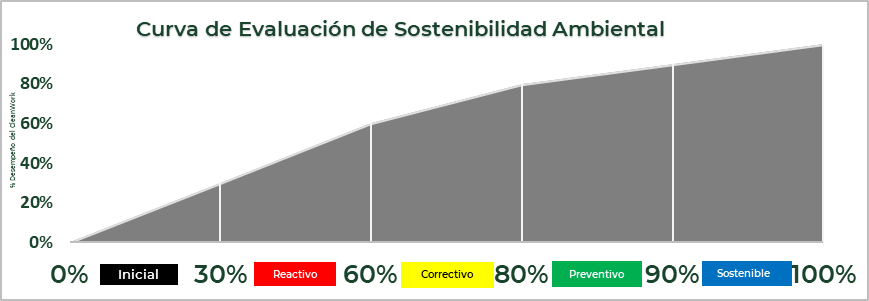 Curva de Evaluación de Sostenibilidad Ambiental
100%
80%
60%
40%
20%
0%
% Desempeño del cleanWork
0% Inicial 30% Reactivo 60% Correctivo 80% Preventivo 90% Sostenible 100%